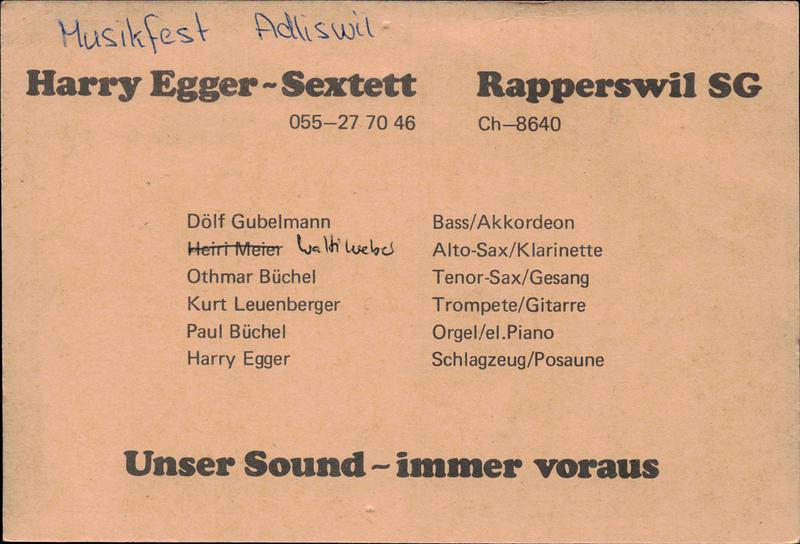 Musikfest Adliswil
Harry Egger~Sextett Rapperswil SG
055–27 70 46 Ch–8640
Dölf Gubelmann Bass/Akkordeon
Heiri Meier Walti Weber Alto-Sax/Klarinette
Othmar Büchel Tenor-Sax/Gesang
Kurt Leuenberger Trompete/Gitarre
Paul Büchel Orgel/el.Piano
Harry Egger Schlagzeug/Posaune
Unser Sound~immer voraus